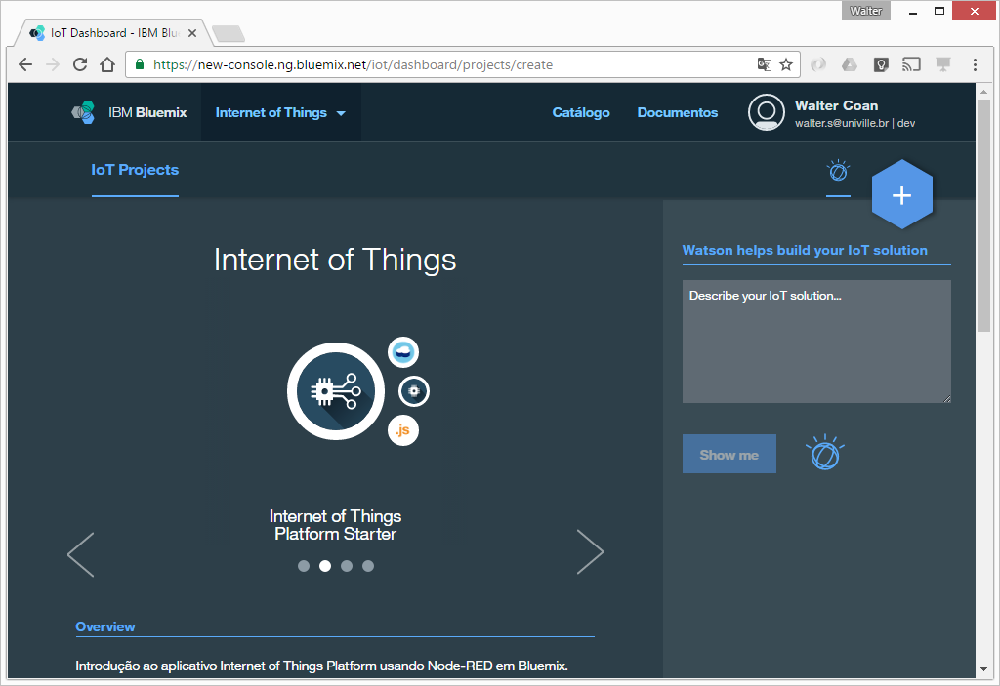 Walter
IoT Dashboard - IBM Blu
https://new-console.ng.bluemix.net/iot/dashboard/projects/create
IBM Bluemix
Internet of Things
Catálogo
Documentos
Walter Coan
walter.s@univille.br | dev
IoT Projects
Internet of Things
.js
Internet of Things
Platform Starter
Overview
Introdução ao aplicativo Internet of Things Platform usando Node-RED em Bluemix.
Watson helps build your IoT solution
Describe your IoT solution...
Show me